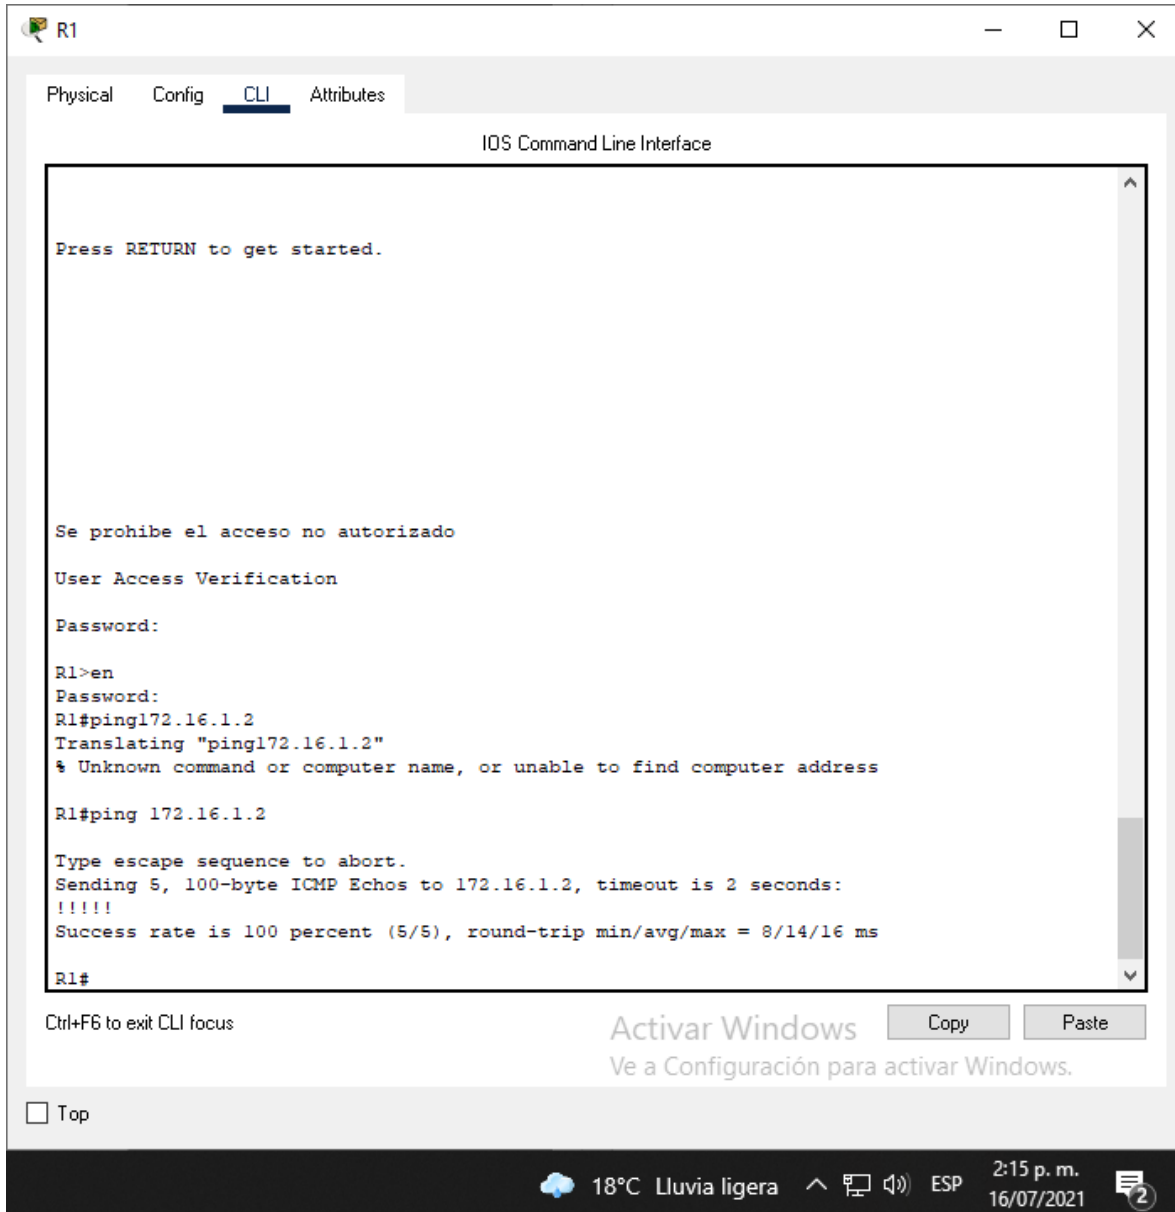 R1
Physical Config CLI Attributes
IOS Command Line Interface
Press RETURN to get started.
Se prohibe el acceso no autorizado
User Access Verification
Password:
R1>en
Password:
R1#ping172.16.1.2
Translating "ping172.16.1.2"
% Unknown command or computer name, or unable to find computer address
R1#ping 172.16.1.2
Type escape sequence to abort.
Sending 5, 100-byte ICMP Echos to 172.16.1.2, timeout is 2 seconds:
!!!!!
Success rate is 100 percent (5/5), round-trip min/avg/max = 8/14/16 ms
R1#
Ctrl+F6 to exit CLI focus
Copy Paste
Activar Windows
Ve a Configuración para activar Windows.
Top
18°C Lluvia ligera ESP 2:15 p. m.
16/07/2021
2